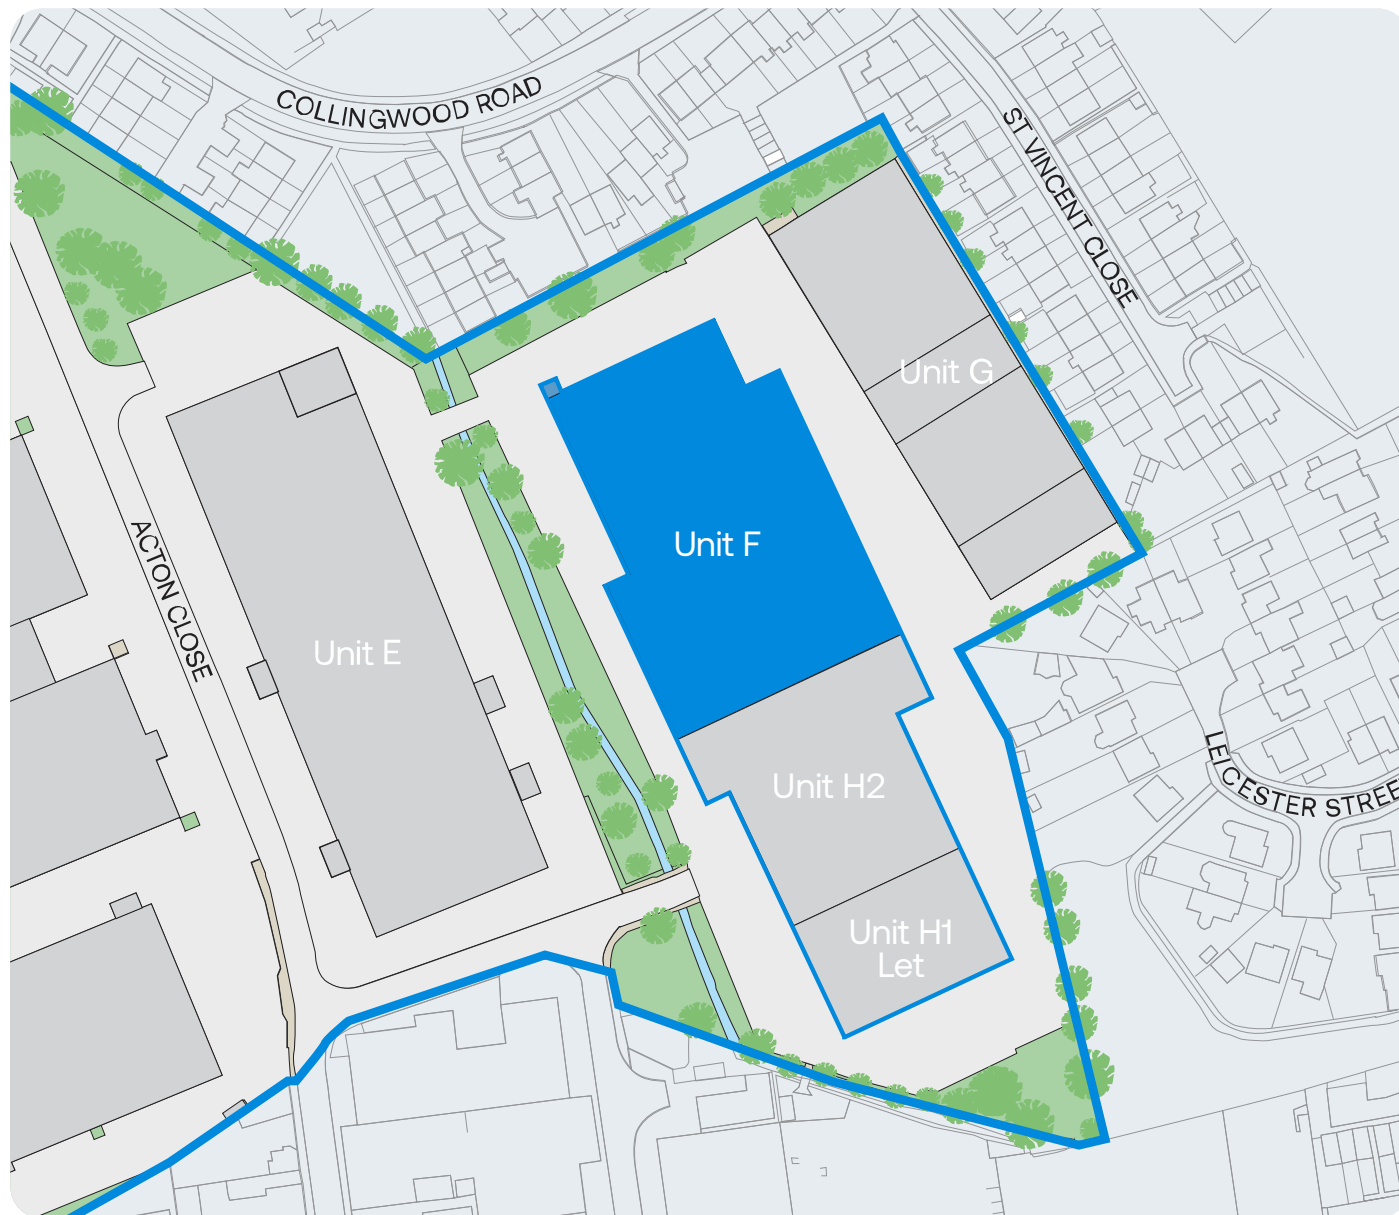 COLLINGWOOD ROAD
ST VINCENT CLOSE
Unit G
Unit F
ACTON CLOSE
Unit E
LEICESTER STREE
Unit H2
Unit H1
Let